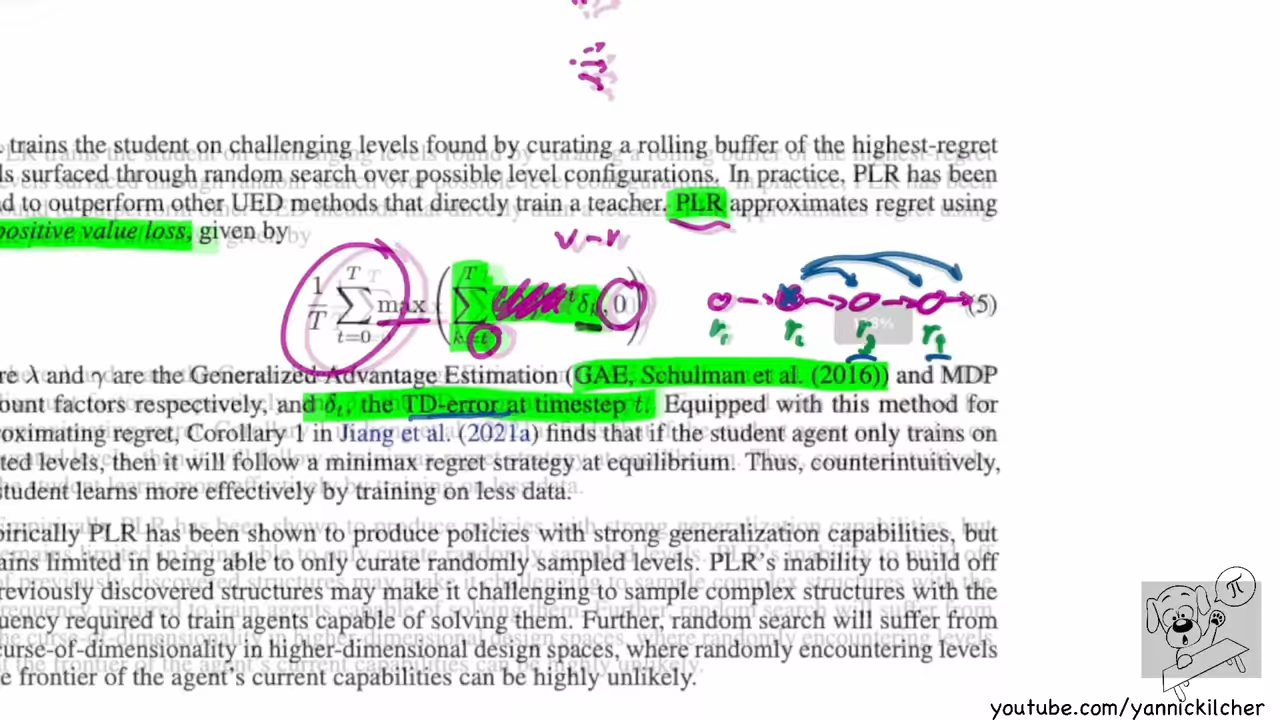 trains the student on challenging levels found by curating a rolling buffer of the highest-regret
ls surfaced through random search over possible level configurations. In practice, PLR has been
d to outperform other UED methods that directly train a teacher. PLR approximates regret using
positive value loss, given by
v - v
1/T T∑t=0 max ( T∑k=t t δk, 0 ) (5)
r₁
re λ and γ are the Generalized Advantage Estimation (GAE, Schulman et al. (2016)) and MDP
ount factors respectively, and δt, the TD-error at timestep t. Equipped with this method for
oximating regret, Corollary 1 in Jiang et al. (2021a) finds that if the student agent only trains on
ted levels, then it will follow a minimax regret strategy at equilibrium. Thus, counterintuitively,
student learns more effectively by training on less data.
pirically PLR has been shown to produce policies with strong generalization capabilities, but
ains limited in being able to only curate randomly sampled levels. PLR's inability to build off
reviously discovered structures may make it challenging to sample complex structures with the
uency required to train agents capable of solving them. Further, random search will suffer from
curse-of-dimensionality in higher-dimensional design spaces, where randomly encountering levels
e frontier of the agent's current capabilities can be highly unlikely.
π
youtube.com/yannickilcher